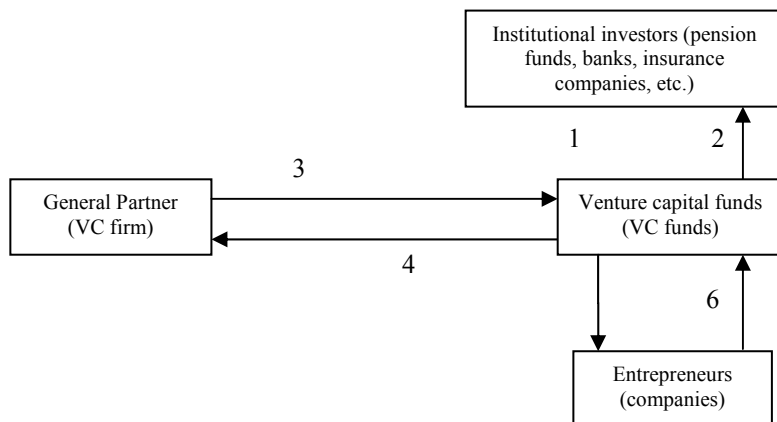 Institutional investors (pension
funds, banks, insurance
companies, etc.)
1
2
3
General Partner
(VC firm)
Venture capital funds
(VC funds)
4
6
Entrepreneurs
(companies)